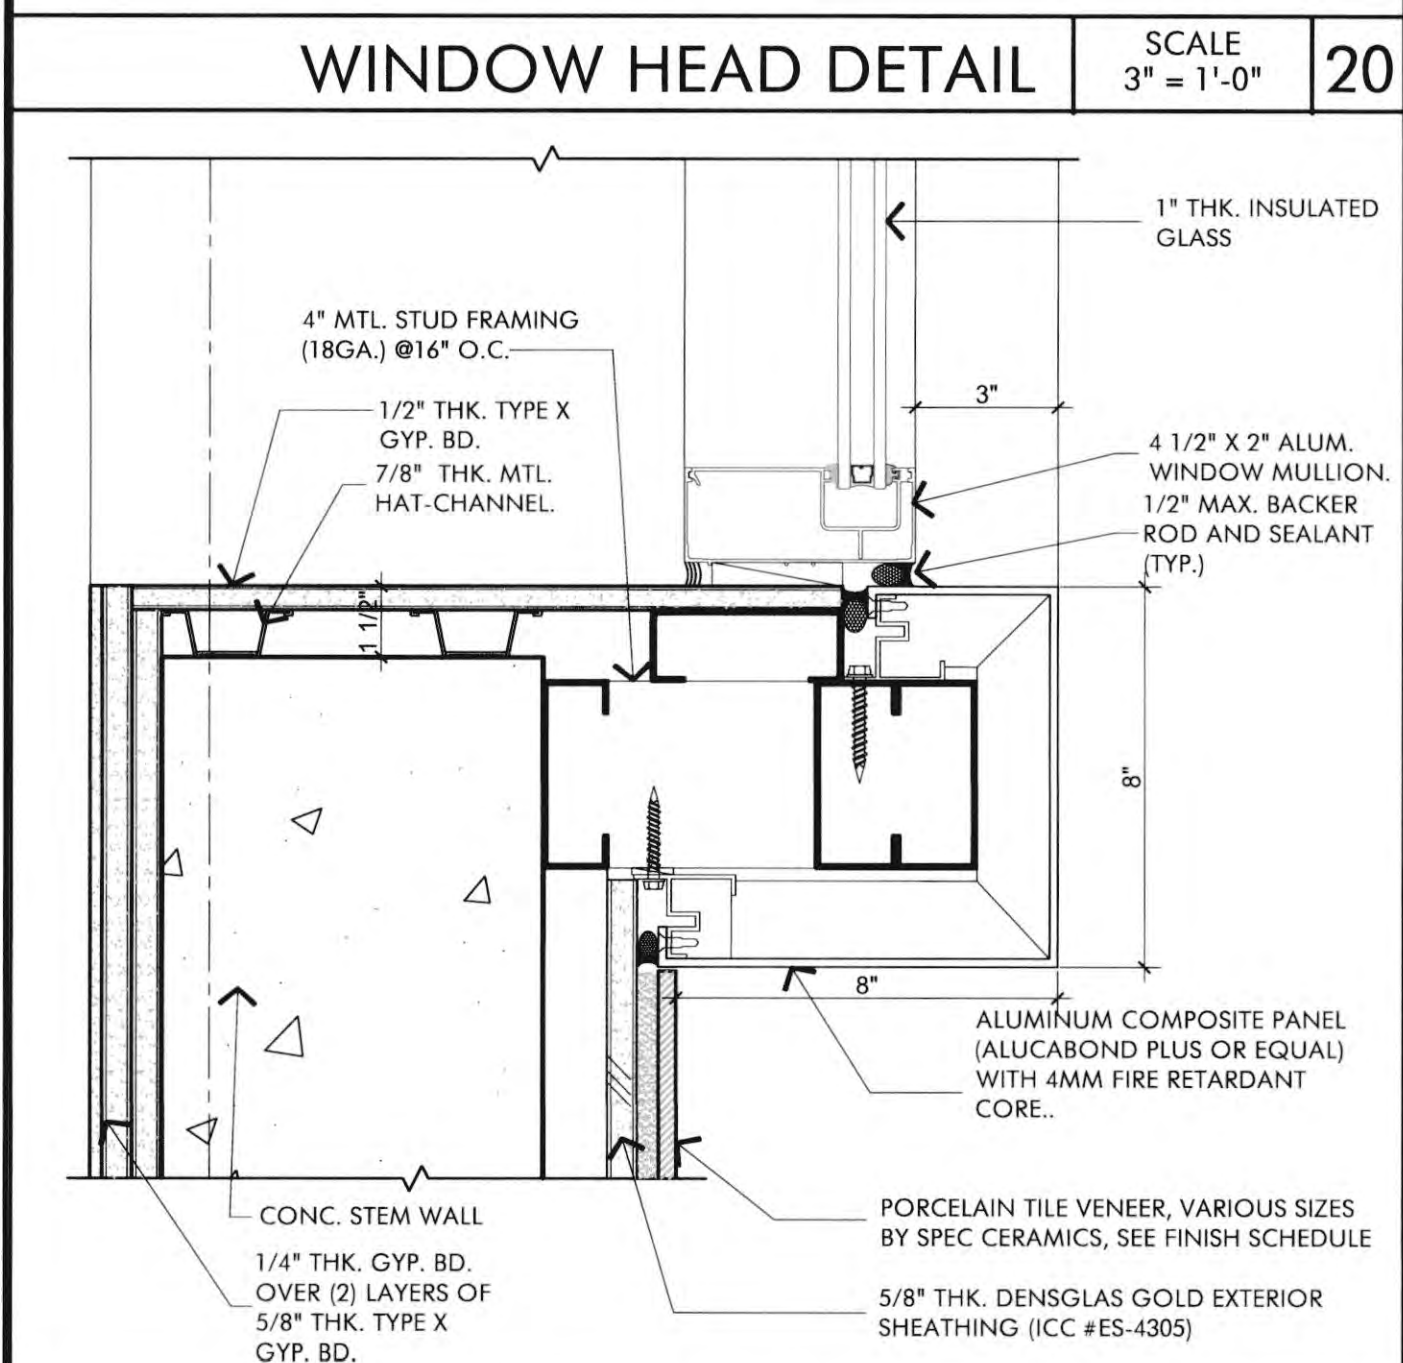 WINDOW HEAD DETAIL
SCALE
3" = 1'-0"
20
1" THK. INSULATED
GLASS
4" MTL. STUD FRAMING
(18GA.) @16" O.C.
3"
1/2" THK. TYPE X
GYP. BD.
7/8" THK. MTL.
HAT-CHANNEL.
4 1/2" X 2" ALUM.
WINDOW MULLION.
1/2" MAX. BACKER
ROD AND SEALANT
(TYP.)
1 1/2"
8"
8"
ALUMINUM COMPOSITE PANEL
(ALUCABOND PLUS OR EQUAL)
WITH 4MM FIRE RETARDANT
CORE..
CONC. STEM WALL
PORCELAIN TILE VENEER, VARIOUS SIZES
BY SPEC CERAMICS, SEE FINISH SCHEDULE
1/4" THK. GYP. BD.
OVER (2) LAYERS OF
5/8" THK. TYPE X
GYP. BD.
5/8" THK. DENSGLAS GOLD EXTERIOR
SHEATHING (ICC #ES-4305)